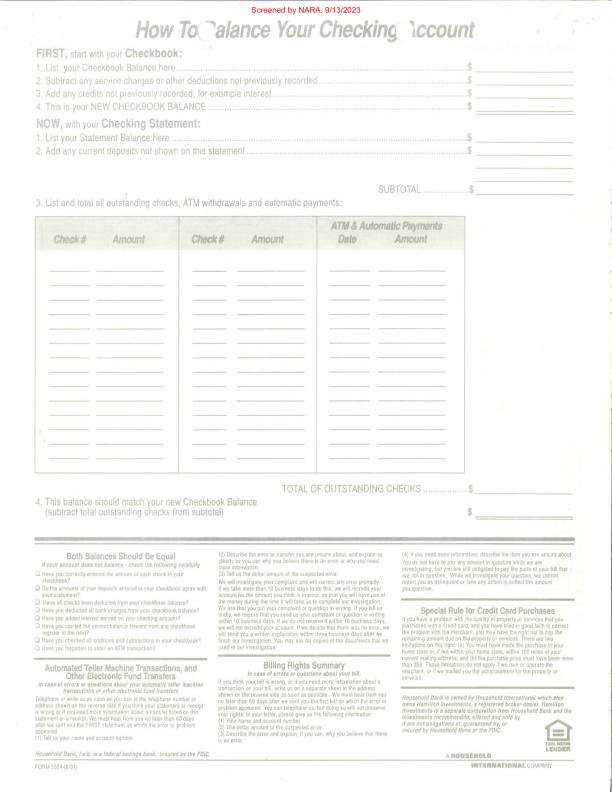 Screened by NARA, 9/13/2023
How To Balance Your Checking Account
FIRST, start with your Checkbook:
1. List your Checkbook Balance here $
2. Subtract any service charges or other deductions not previously recorded $
3. Add any credits not previously recorded, for example interest $
4. This is your NEW CHECKBOOK BALANCE $
NOW, with your Checking Statement:
1. List your Statement Balance here $
2. Add any current deposits not shown on this statement $
SUBTOTAL $
3. List and total all outstanding checks, ATM withdrawals and automatic payments:
ATM & Automatic Payments
Check # Amount Check # Amount Date Amount
TOTAL OF OUTSTANDING CHECKS $
4. This balance should match your new Checkbook Balance
(subtract total outstanding checks from subtotal) $
Both Balances Should Be Equal
If your account does not balance - check the following carefully
Have you correctly entered the amount of each check in your
checkbook?
Do the amounts of your deposits entered in your checkbook agree with
your statement?
Have all checks been deducted from your checkbook balance?
Have you deducted all bank charges from your checkbook balance?
Have you added interest earned on your checking account?
Have you carried the correct balance forward from one checkbook
register to the next?
Have you checked all additions and subtractions in your checkbook?
Have you forgotten to enter an ATM transaction?
Automated Teller Machine Transactions, and
Other Electronic Fund Transfers
In case of errors or questions about your automatic teller machine
transactions or other electronic fund transfers
Telephone or write us as soon as you can at the telephone number or
address shown on the reverse side if you think your statement or receipt
is wrong or if you need more information about a transfer listed on the
statement or a receipt. We must hear from you no later than 60 days
after we sent you the FIRST statement on which the error or problem
appeared.
(1) Tell us your name and account number.
Household Bank, f.s.b. is a federal savings bank. Insured by the FDIC.
FORM 5554 (8/91)
(2) Describe the error or transfer you are unsure about, and explain as
clearly as you can why you believe there is an error or why you need
more information.
(3) Tell us the dollar amount of the suspected error.
We will investigate your complaint and will correct any error promptly.
If we take more than 10 business days to do this, we will recredit your
account for the amount you think is in error, so that you will have use of
the money during the time it will take us to complete our investigation.
We ask that you put your complaint or question in writing. If you tell us
orally, we require that you send us your complaint or question in writing
within 10 business days. If we do not receive it within 10 business days,
we will not recredit your account. If we decide that there was no error, we
will send you a written explanation within three business days after we
finish our investigation. You may ask for copies of the documents that we
used in our investigation.
Billing Rights Summary
In case of errors or questions about your bill.
If you think your bill is wrong, or if you need more information about a
transaction on your bill, write us on a separate sheet at the address
shown on the reverse side as soon as possible. We must hear from you
no later than 60 days after we sent you the first bill on which the error or
problem appeared. You can telephone us, but doing so will not preserve
your rights. In your letter, please give us the following information:
(1) Your name and account number.
(2) The dollar amount of the suspected error.
(3) Describe the error and explain, if you can, why you believe that there
is an error.
(4) If you need more information, describe the item you are unsure about.
You do not have to pay any amount in question while we are
investigating, but you are still obligated to pay the parts of your bill that
are not in question. While we investigate your question, we cannot
report you as delinquent or take any action to collect the amount
you question.
Special Rule for Credit Card Purchases
If you have a problem with the quality of property or services that you
purchased with a credit card, and you have tried in good faith to correct
the problem with the merchant, you may have the right not to pay the
remaining amount due on the property or services. There are two
limitations on this right: (a) You must have made the purchase in your
home state or, if not within your home state, within 100 miles of your
current mailing address; and (b) the purchase price must have been more
than $50. These limitations do not apply if we own or operate the
merchant, or if we mailed you the advertisement for the property or
services.
Household Bank is owned by Household International which also
owns Hamilton Investments, a registered broker-dealer. Hamilton
Investments is a separate corporation from Household Bank and the
investments recommended, offered and sold by
it are not obligations of, guaranteed by, or
insured by Household Bank or the FDIC.
EQUAL HOUSING
LENDER
A HOUSEHOLD
INTERNATIONAL COMPANY